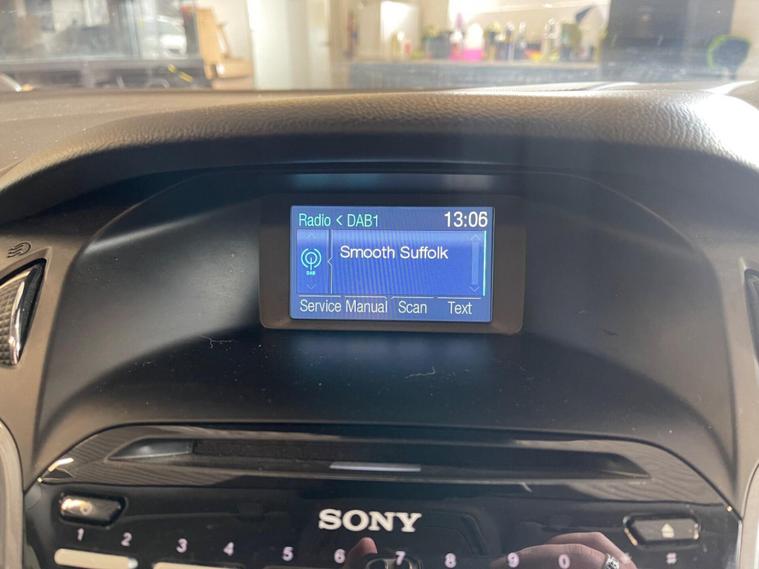 Radio < DAB1 13:06
DAB
Smooth Suffolk
Service Manual Scan Text
SONY
1 2 3 4 5 6 7 8 9 0 #